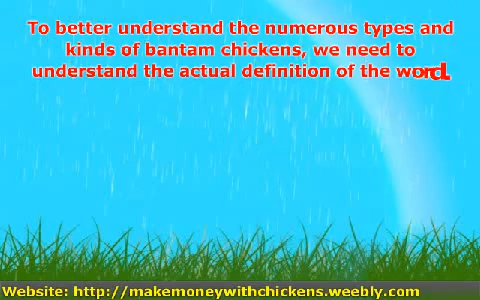 To better understand the numerous types and
kinds of bantam chickens, we need to
understand the actual definition of the word.
Website: http://makemoneywithchickens.weebly.com